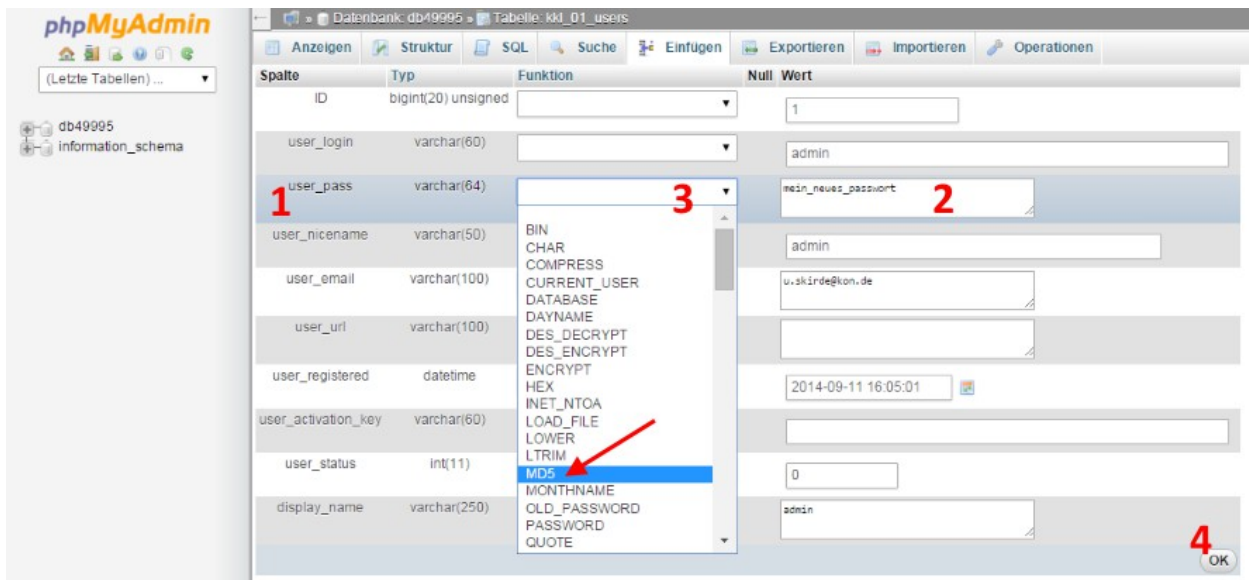 phpMyAdmin
(Letzte Tabellen) ...
db49995
information_schema
» Datenbank: db49995 » Tabelle: kkl_01_users
Anzeigen Struktur SQL Suche Einfügen Exportieren Importieren Operationen
Spalte Typ Funktion Null Wert
ID bigint(20) unsigned 1
user_login varchar(60) admin
1 user_pass varchar(64) 3 mein_neues_passwort 2
user_nicename varchar(50) admin
user_email varchar(100) u.skirde@kon.de
user_url varchar(100)
user_registered datetime 2014-09-11 16:05:01
user_activation_key varchar(60)
user_status int(11) 0
display_name varchar(250) admin
BIN
CHAR
COMPRESS
CURRENT_USER
DATABASE
DAYNAME
DES_DECRYPT
DES_ENCRYPT
ENCRYPT
HEX
INET_NTOA
LOAD_FILE
LOWER
LTRIM
MD5
MONTHNAME
OLD_PASSWORD
PASSWORD
QUOTE
4
OK